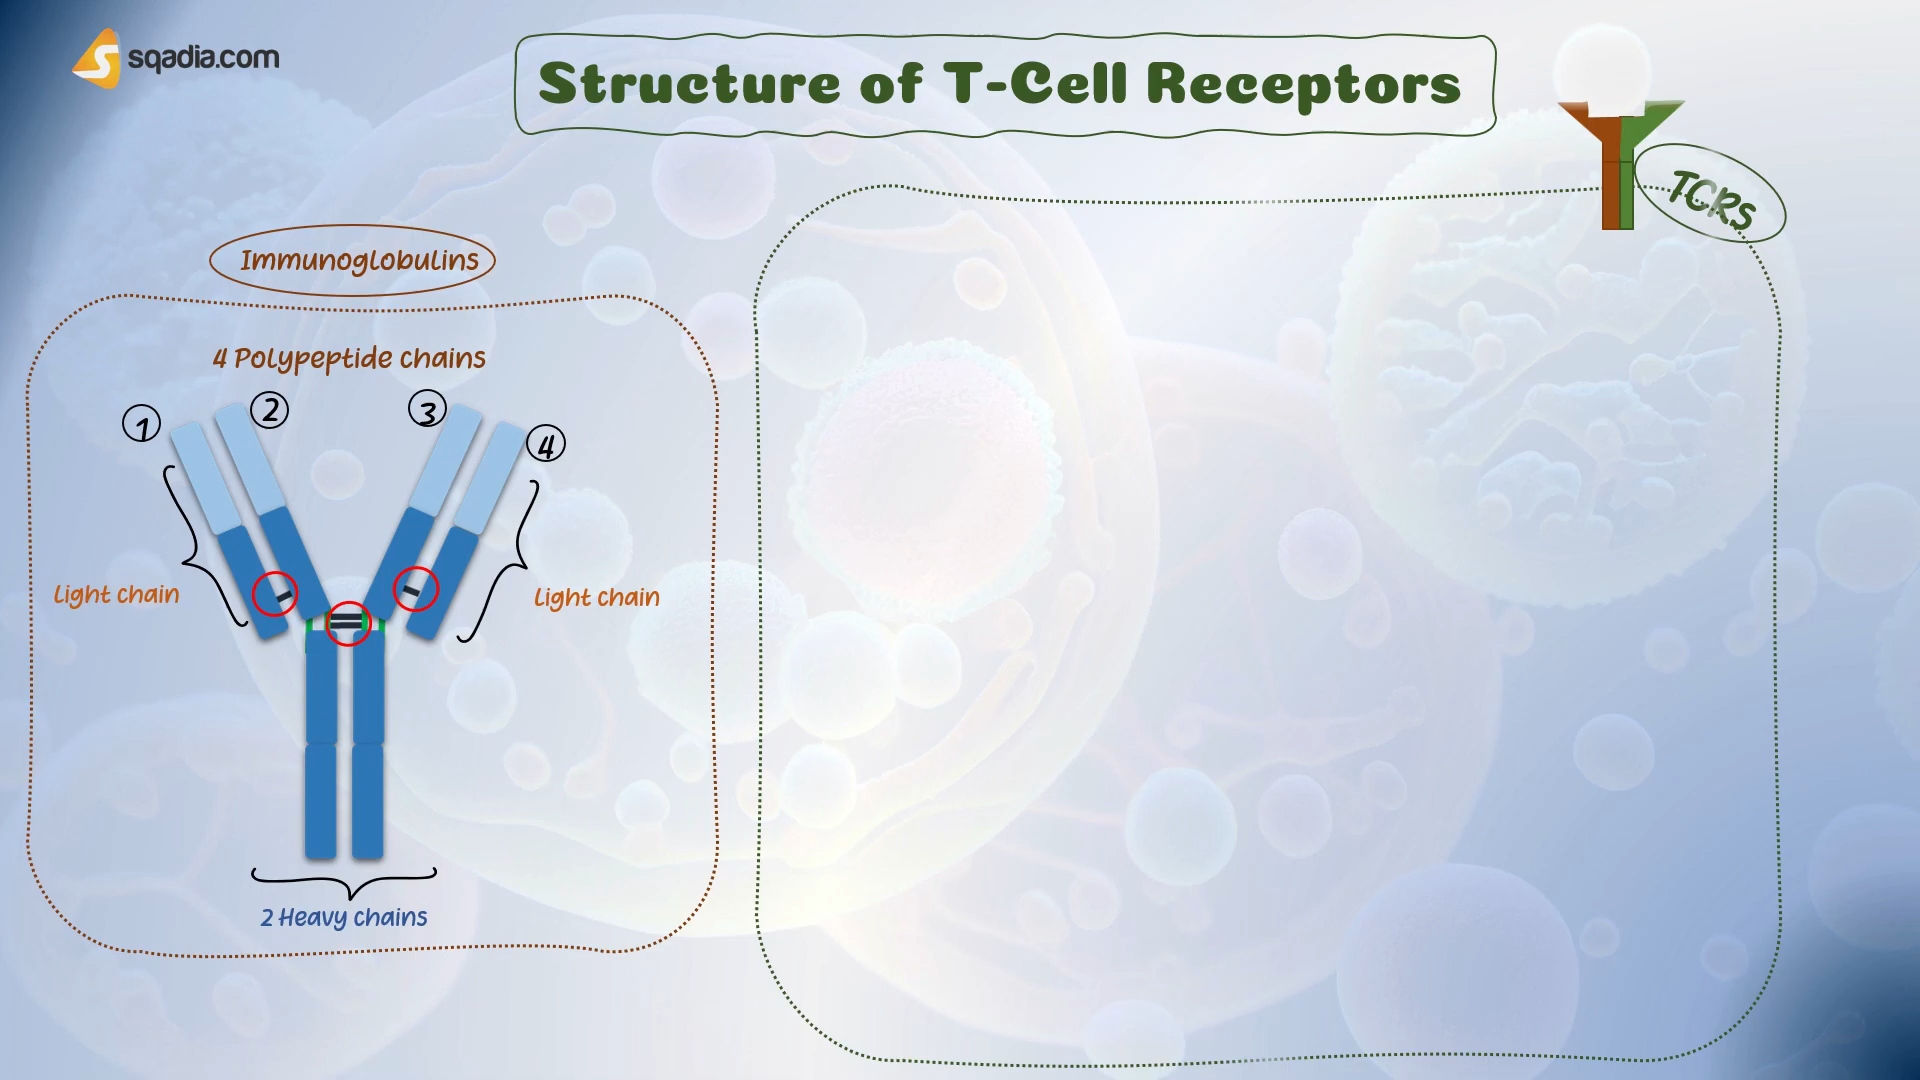 sqadia.com
Structure of T-Cell Receptors
TCRS
Immunoglobulins
4 Polypeptide chains
1
2
3
4
Light chain
Light chain
2 Heavy chains